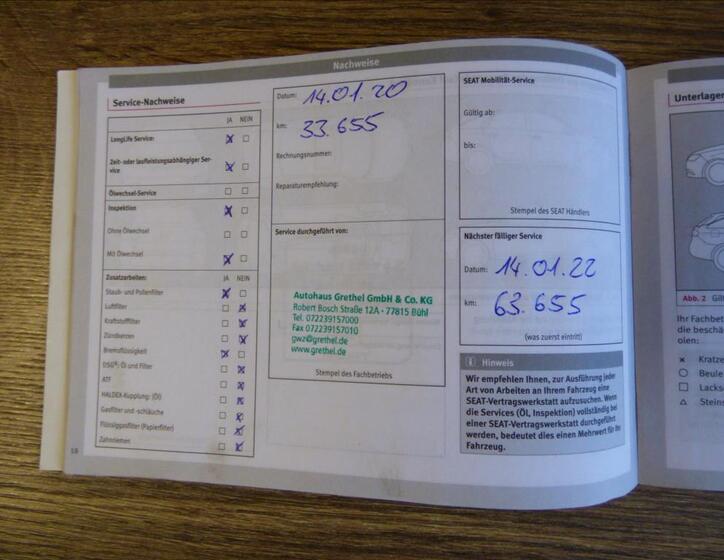 Nachweise
Service-Nachweise
JA NEIN
LongLife Service:
Zeit- oder laufleistungsabhängiger Ser-
vice
Ölwechsel-Service
Inspektion
Ohne Ölwechsel
Mit Ölwechsel
Zusatzarbeiten: JA NEIN
Staub- und Pollenfilter
Luftfilter
Kraftstofffilter
Zündkerzen
Bremsflüssigkeit
DSG®: Öl und Filter
ATF
HALDEX-Kupplung: (Öl)
Gasfilter und -schläuche
Flüssiggasfilter (Papierfilter)
Zahnriemen
Datum: 14.01.20
km: 33.655
Rechnungsnummer:
Reparaturempfehlung:
Service durchgeführt von:
Autohaus Grethel GmbH & Co. KG
Robert Bosch Straße 12A · 77815 Bühl
Tel. 072239157000
Fax 072239157010
gwz@grethel.de
www.grethel.de
Stempel des Fachbetriebs
SEAT Mobilität-Service
Gültig ab:
bis:
Stempel des SEAT Händlers
Nächster fälliger Service
Datum: 14.01.22
km: 63.655
(was zuerst eintritt)
Hinweis
Wir empfehlen Ihnen, zur Ausführung jeder
Art von Arbeiten an Ihrem Fahrzeug eine
SEAT-Vertragswerkstatt aufzusuchen. Wenn
die Services (Öl, Inspektion) vollständig bei
einer SEAT-Vertragswerkstatt durchgeführt
werden, bedeutet dies einen Mehrwert für Ihr
Fahrzeug.
Unterlagen
Abb. 2
Ihr Fachbet
die beschä
olen:
Kratze
Beule
Lacks
Steins